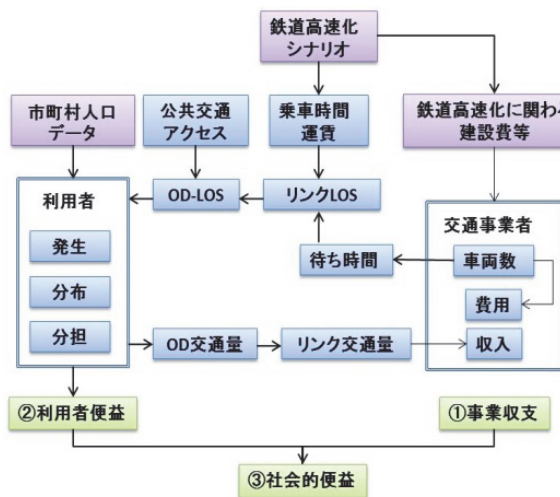 鉄道高速化
シナリオ
市町村人口
データ
公共交通
アクセス
乗車時間
運賃
鉄道高速化に関わ
建設費等
利用者
OD-LOS
リンクLOS
交通事業者
発生
待ち時間
車両数
分布
費用
分担
OD交通量
リンク交通量
収入
②利用者便益
①事業収支
③社会的便益